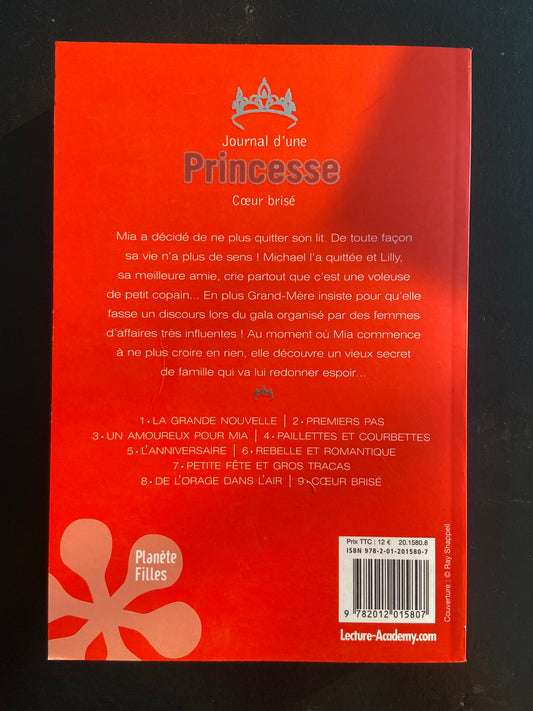 Journal d'une
Princesse
Cœur brisé
Mia a décidé de ne plus quitter son lit. De toute façon
sa vie n'a plus de sens ! Michael l'a quittée et Lilly,
sa meilleure amie, crie partout que c'est une voleuse
de petit copain... En plus Grand-Mère insiste pour qu'elle
fasse un discours lors du gala organisé par des femmes
d'affaires très influentes ! Au moment où Mia commence
à ne plus croire en rien, elle découvre un vieux secret
de famille qui va lui redonner espoir...
1 • LA GRANDE NOUVELLE | 2 • PREMIERS PAS
3 • UN AMOUREUX POUR MIA | 4 • PAILLETTES ET COURBETTES
5 • L'ANNIVERSAIRE | 6 • REBELLE ET ROMANTIQUE
7 • PETITE FÊTE ET GROS TRACAS
8 • DE L'ORAGE DANS L'AIR | 9 • CŒUR BRISÉ
Planète
Filles
Prix TTC : 12 € 20.1580.8
ISBN 978-2-01-201580-7
9 782012 015807
Lecture-Academy.com
Couverture : © Ray Shappell